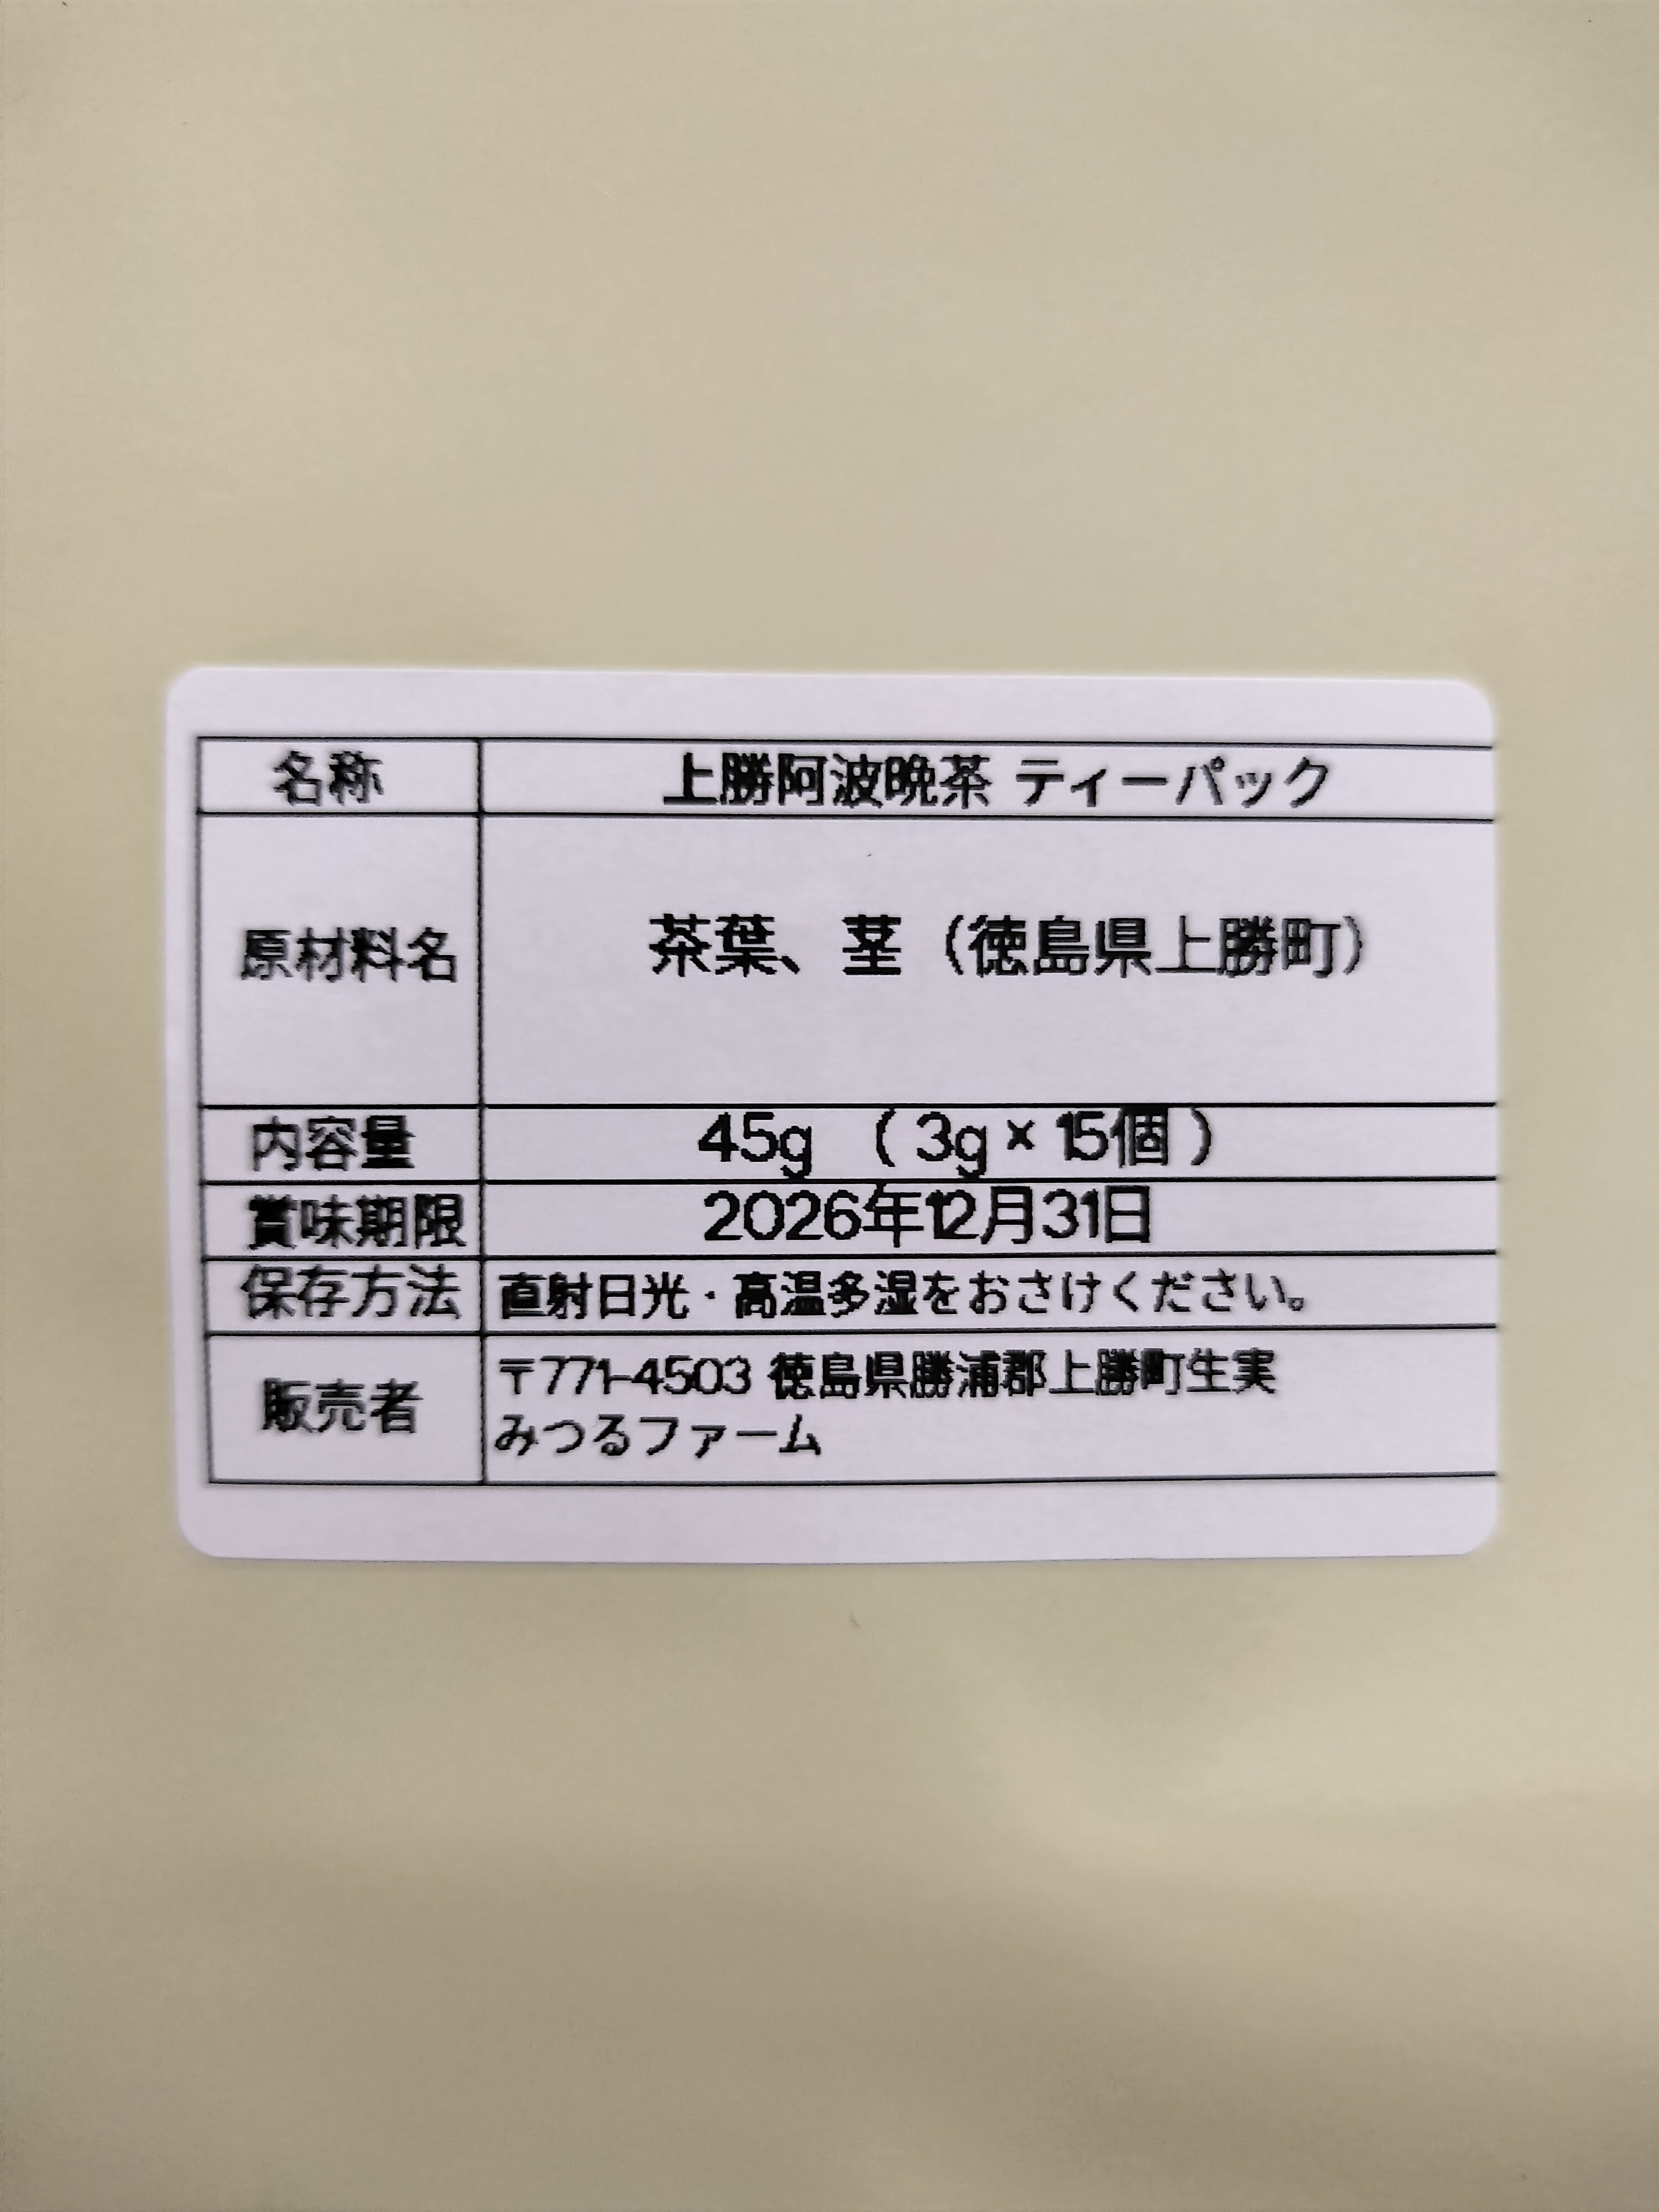 名称 上勝阿波晩茶 ティーパック
原材料名 茶葉、茎（徳島県上勝町）
内容量 45g （3g×15個）
賞味期限 2026年12月31日
保存方法 直射日光・高温多湿をおさけください。
販売者 〒771-4503 徳島県勝浦郡上勝町生実
みつるファーム